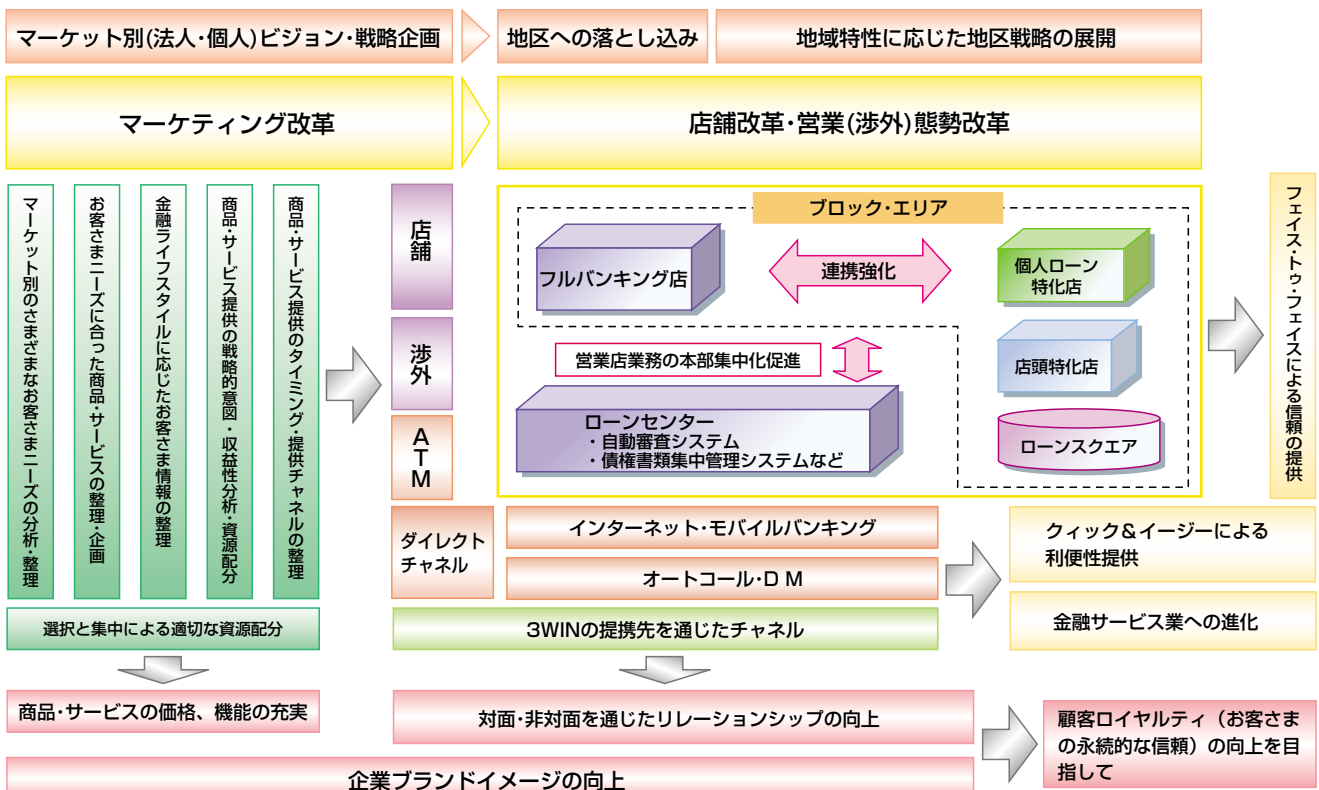 マーケット別(法人・個人)ビジョン・戦略企画
地区への落とし込み
地域特性に応じた地区戦略の展開
マーケティング改革
店舗改革・営業(渉外)態勢改革
マーケット別のさまざまなお客さまニーズの分析・整理
お客さまニーズに合った商品・サービスの整理・企画
金融ライフスタイルに応じたお客さま情報の整理
商品・サービス提供の戦略的意図・収益性分析・資源配分
商品・サービス提供のタイミング・提供チャネルの整理
店舗
渉外
ATM
ブロック・エリア
フルバンキング店
連携強化
個人ローン
特化店
営業店業務の本部集中化促進
店頭特化店
ローンセンター
・自動審査システム
・債権書類集中管理システムなど
ローンスクエア
フェイス・トゥ・フェイスによる信頼の提供
ダイレクト
チャネル
インターネット・モバイルバンキング
オートコール・DM
クィック&イージーによる
利便性提供
金融サービス業への進化
選択と集中による適切な資源配分
3WINの提携先を通じたチャネル
商品・サービスの価格、機能の充実
対面・非対面を通じたリレーションシップの向上
顧客ロイヤルティ（お客さま
の永続的な信頼）の向上を目
指して
企業ブランドイメージの向上